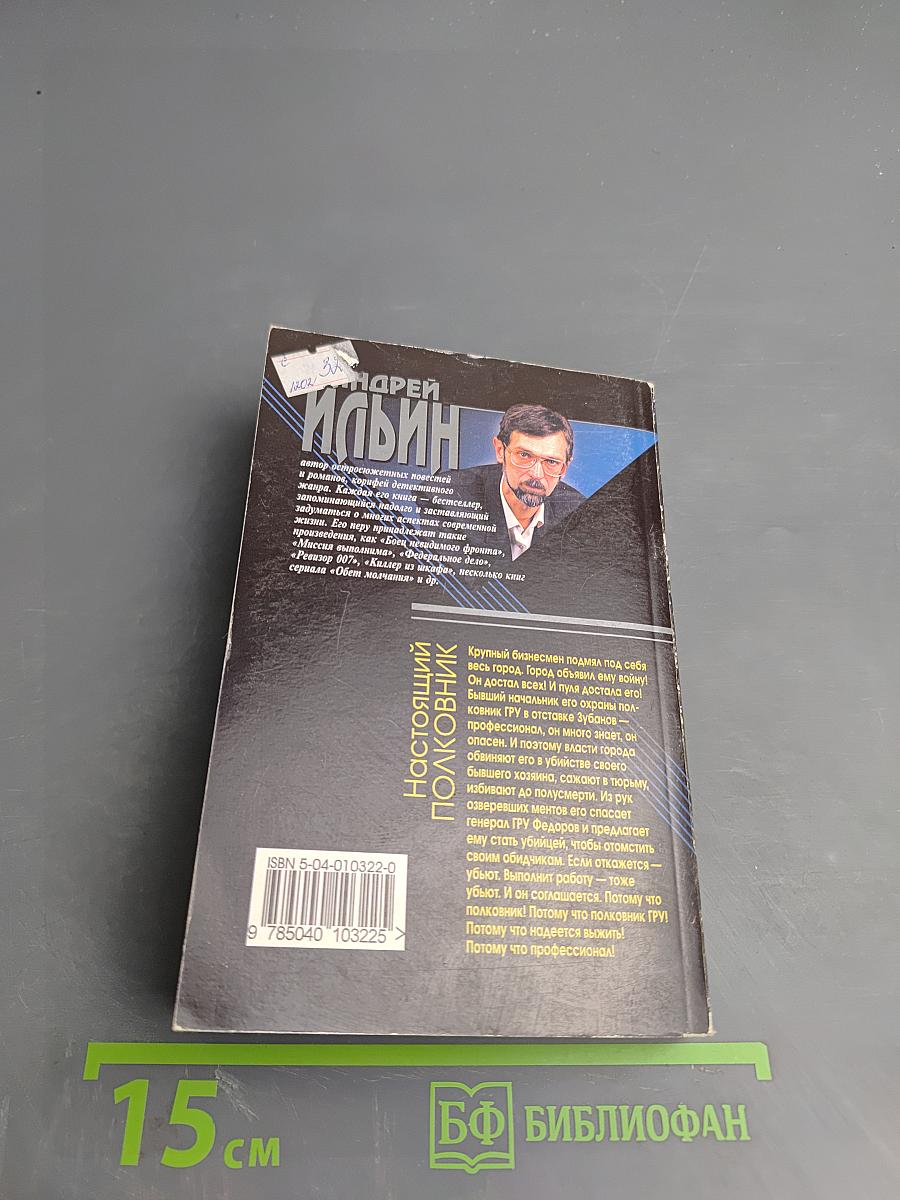 с
32
1202
АНДРЕЙ
ИЛЬИН
автор остросюжетных повестей
и романов, корифей детективного
жанра. Каждая его книга — бестселлер,
запоминающийся надолго и заставляющий
задуматься о многих аспектах современной
жизни. Его перу принадлежат такие
произведения, как «Боец невидимого фронта»,
«Миссия выполнима», «Федеральное дело»,
«Ревизор 007», «Киллер из шкафа», несколько книг
сериала «Обет молчания» и др.
Настоящий
ПОЛКОВНИК
Крупный бизнесмен подмял под себя
весь город. Город объявил ему войну!
Он достал всех! И пуля достала его!
Бывший начальник его охраны пол-
ковник ГРУ в отставке Зубанов —
профессионал, он много знает, он
опасен. И поэтому власти города
обвиняют его в убийстве своего
бывшего хозяина, сажают в тюрьму,
избивают до полусмерти. Из рук
озверевших ментов его спасает
генерал ГРУ Федоров и предлагает
ему стать убийцей, чтобы отомстить
своим обидчикам. Если откажется —
убьют. Выполнит работу — тоже
убьют. И он соглашается. Потому что
полковник! Потому что полковник ГРУ!
Потому что надеется выжить!
Потому что профессионал!
ISBN 5-04-010322-0
9 785040 103225 >
15 см
БФ БИБЛИОФАН